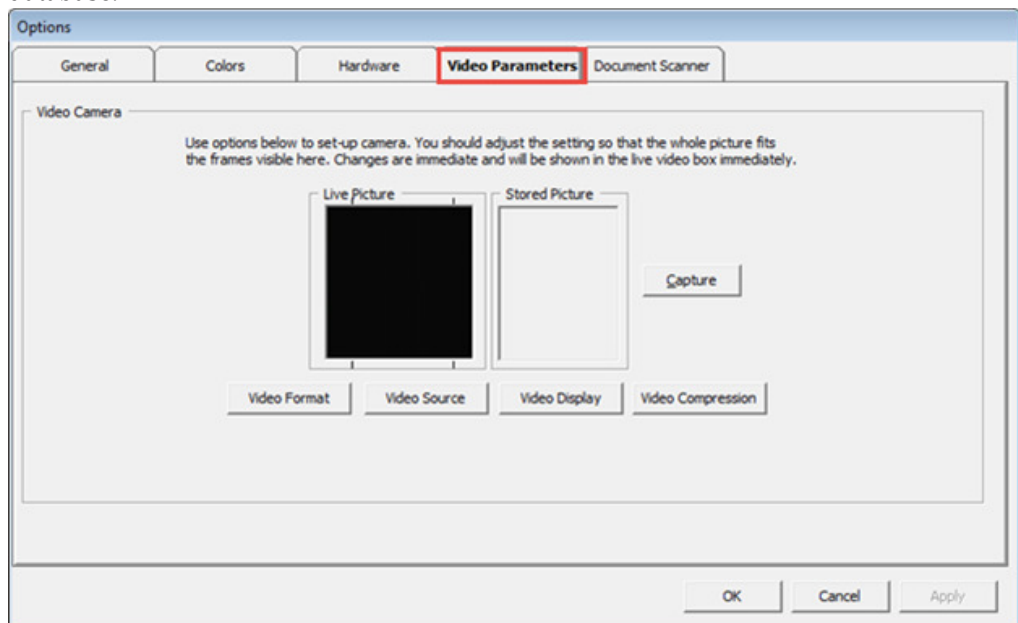 Options
General Colors Hardware Video Parameters Document Scanner
Video Camera
Use options below to set-up camera. You should adjust the setting so that the whole picture fits
the frames visible here. Changes are immediate and will be shown in the live video box immediately.
Live Picture Stored Picture
Capture
Video Format Video Source Video Display Video Compression
OK Cancel Apply